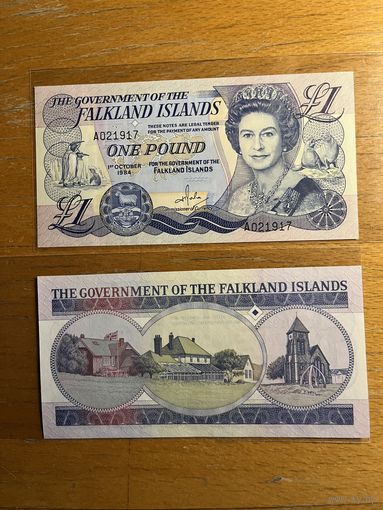 THE GOVERNMENT OF THE
FALKLAND ISLANDS
£1
A021917
THESE NOTES ARE LEGAL TENDER
FOR THE PAYMENT OF ANY AMOUNT
ONE POUND
1ST OCTOBER
1984
FOR THE GOVERNMENT OF THE
FALKLAND ISLANDS
£1
A021917
THE GOVERNMENT OF THE FALKLAND ISLANDS